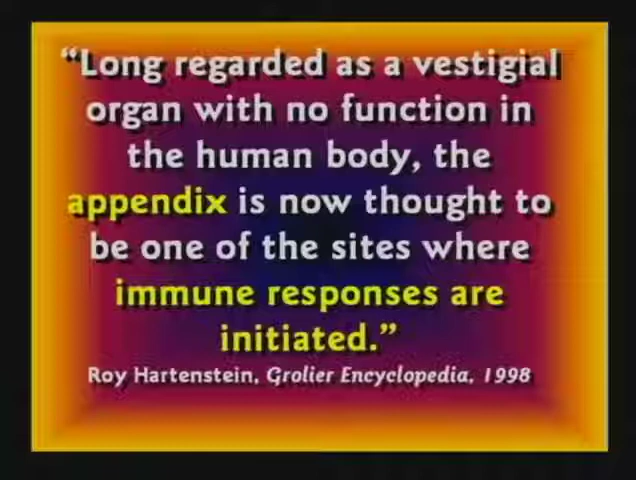 “Long regarded as a vestigial
organ with no function in
the human body, the
appendix is now thought to
be one of the sites where
immune responses are
initiated.”
Roy Hartenstein, Grolier Encyclopedia, 1998